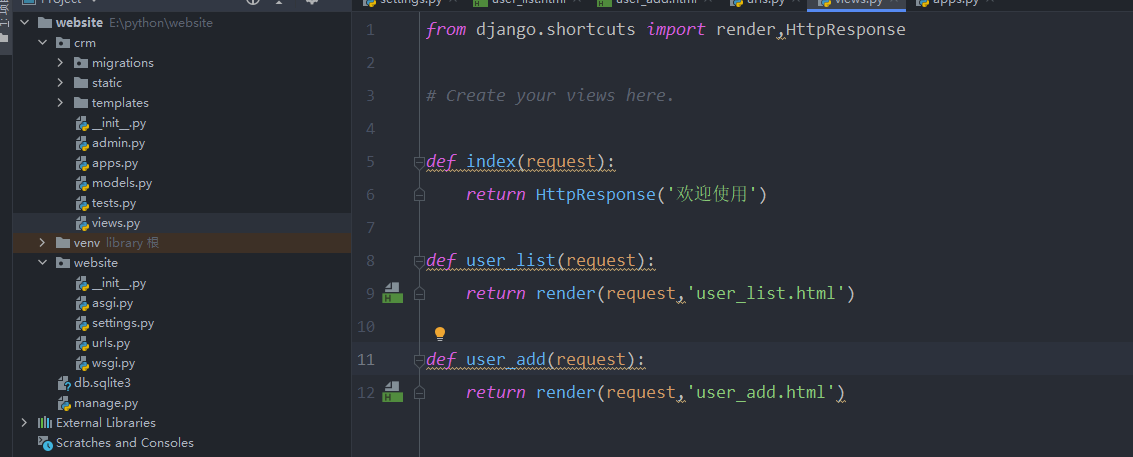 Project
settings.py
user_list.html
user_add.html
urls.py
views.py
apps.py
website E:\python\website
crm
migrations
static
templates
__init__.py
admin.py
apps.py
models.py
tests.py
views.py
venv library 根
website
__init__.py
asgi.py
settings.py
urls.py
wsgi.py
db.sqlite3
manage.py
External Libraries
Scratches and Consoles
1 from django.shortcuts import render,HttpResponse
2
3 # Create your views here.
4
5 def index(request):
6 return HttpResponse('欢迎使用')
7
8 def user_list(request):
9 return render(request,'user_list.html')
10
11 def user_add(request):
12 return render(request,'user_add.html')